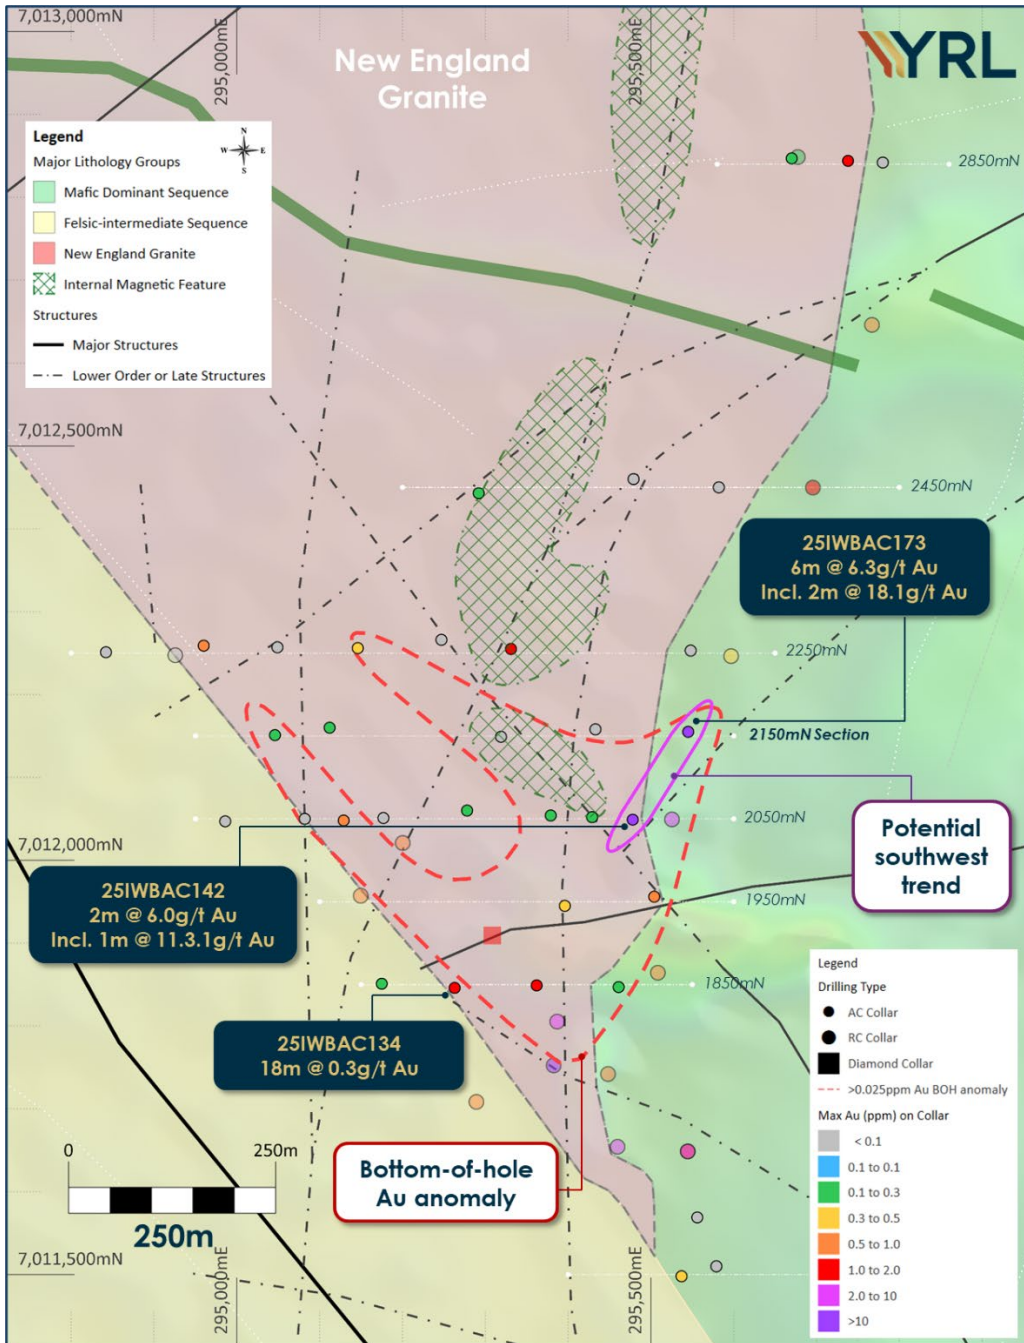 7,013,000mN
295,000mE
295,500mE
New England
Granite
YRL
Legend
Major Lithology Groups
N
W
E
S
Mafic Dominant Sequence
Felsic-intermediate Sequence
New England Granite
Internal Magnetic Feature
Structures
Major Structures
Lower Order or Late Structures
2850mN
7,012,500mN
2450mN
25IWBAC173
6m @ 6.3g/t Au
Incl. 2m @ 18.1g/t Au
2250mN
2150mN Section
2050mN
Potential
southwest
trend
7,012,000mN
25IWBAC142
2m @ 6.0g/t Au
Incl. 1m @ 11.3.1g/t Au
1950mN
1850mN
25IWBAC134
18m @ 0.3g/t Au
Legend
Drilling Type
AC Collar
RC Collar
Diamond Collar
>0.025ppm Au BOH anomaly
Max Au (ppm) on Collar
< 0.1
0.1 to 0.1
0.1 to 0.3
0.3 to 0.5
0.5 to 1.0
1.0 to 2.0
2.0 to 10
>10
Bottom-of-hole
Au anomaly
0
250m
250m
7,011,500mN
295,000mE
295,500mE